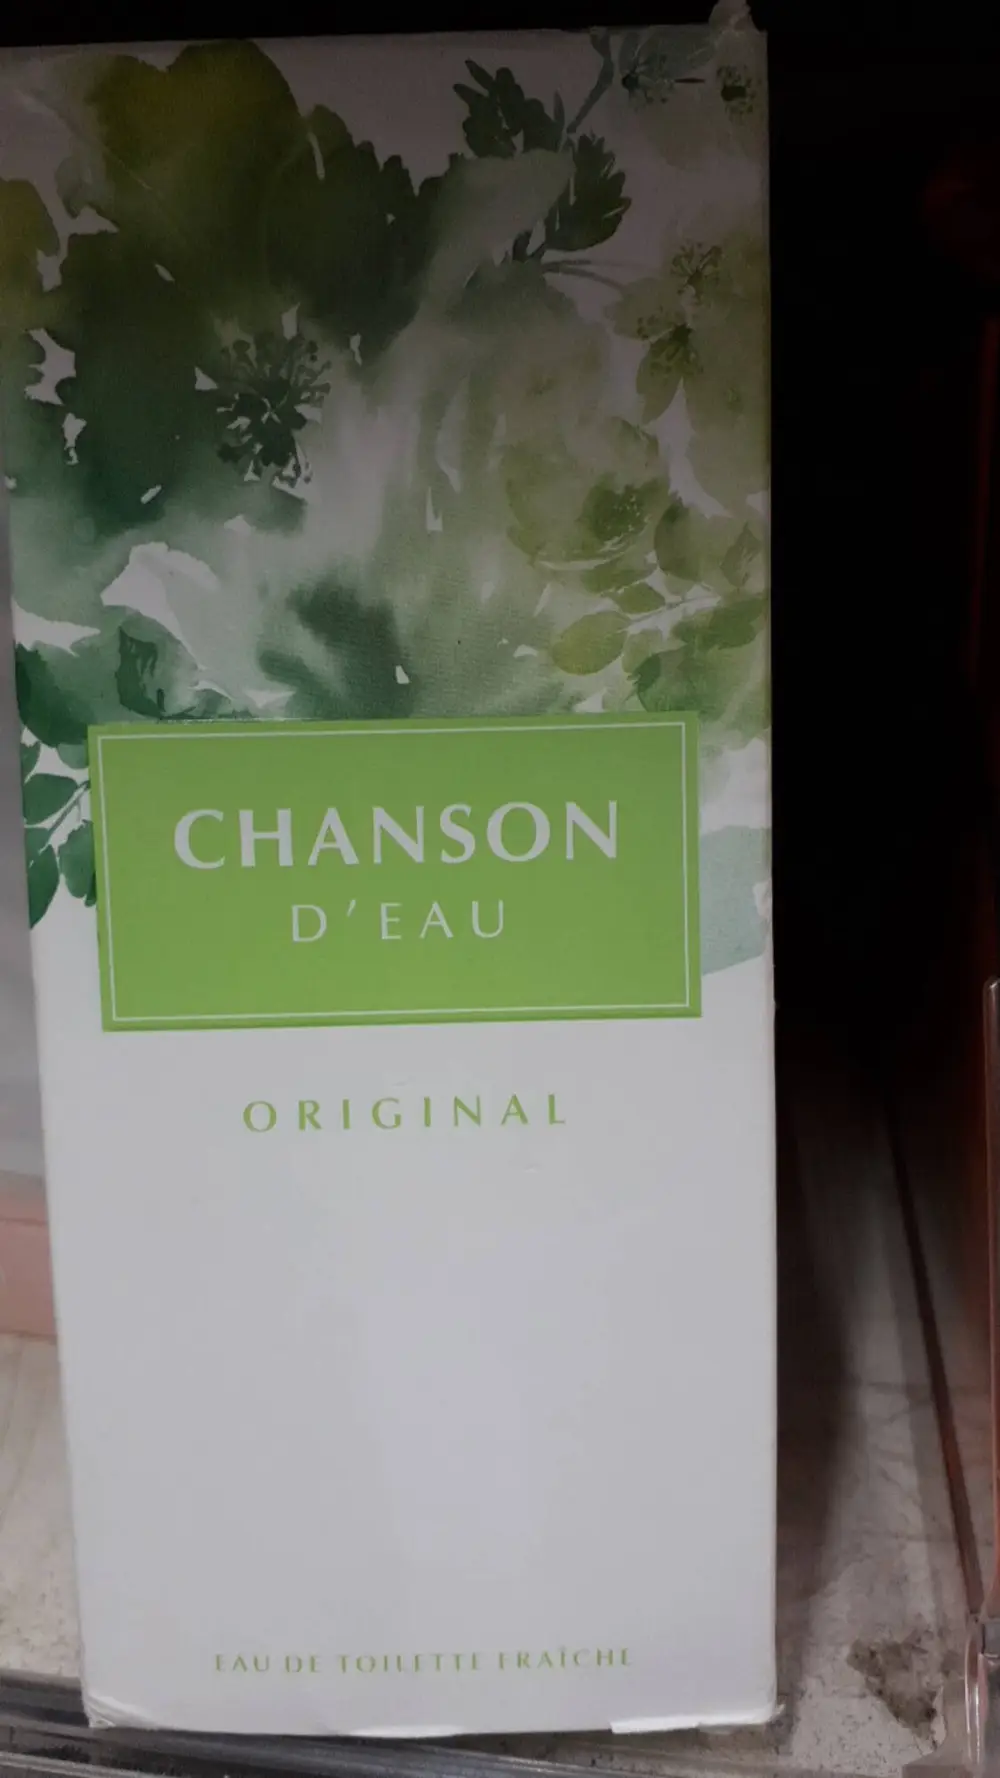 CHANSON
D'EAU
ORIGINAL
EAU DE TOILETTE FRAÎCHE